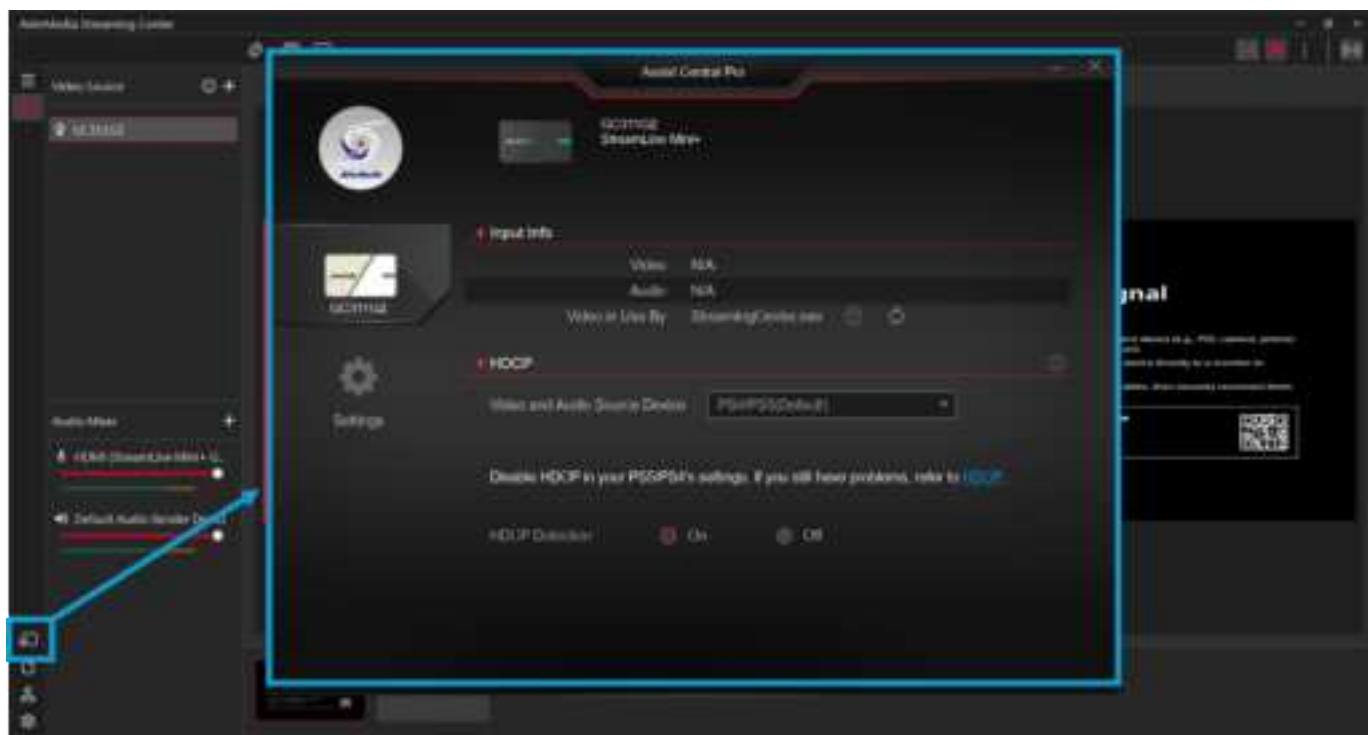 AVerMedia Streaming Center
Video Source
GC311G2
Audio Mixer
HDMI (StreamLine Mini+ G...
Default Audio Render Device
Assist Central Pro
AVerMedia
GC311G2
StreamLine Mini+
GC311G2
Settings
Input Info
Video N/A
Audio N/A
Video in Use By StreamingCenter.exe
HDCP
Video and Audio Source Device PS4/PS5(Default)
Disable HDCP in your PS5/PS4's settings. If you still have problems, refer to HDCP
HDCP Detection On Off
gnal